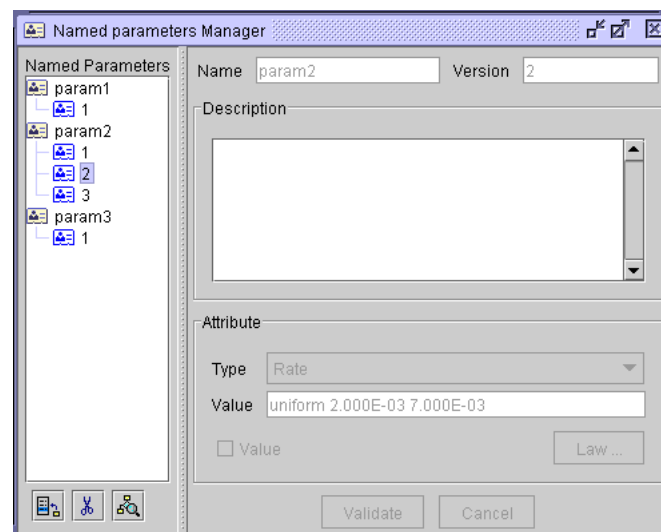 Named parameters Manager
Named Parameters
param1
1
param2
1
2
3
param3
1
Name param2 Version 2
Description
Attribute
Type Rate
Value uniform 2.000E-03 7.000E-03
Value Law ...
Validate Cancel